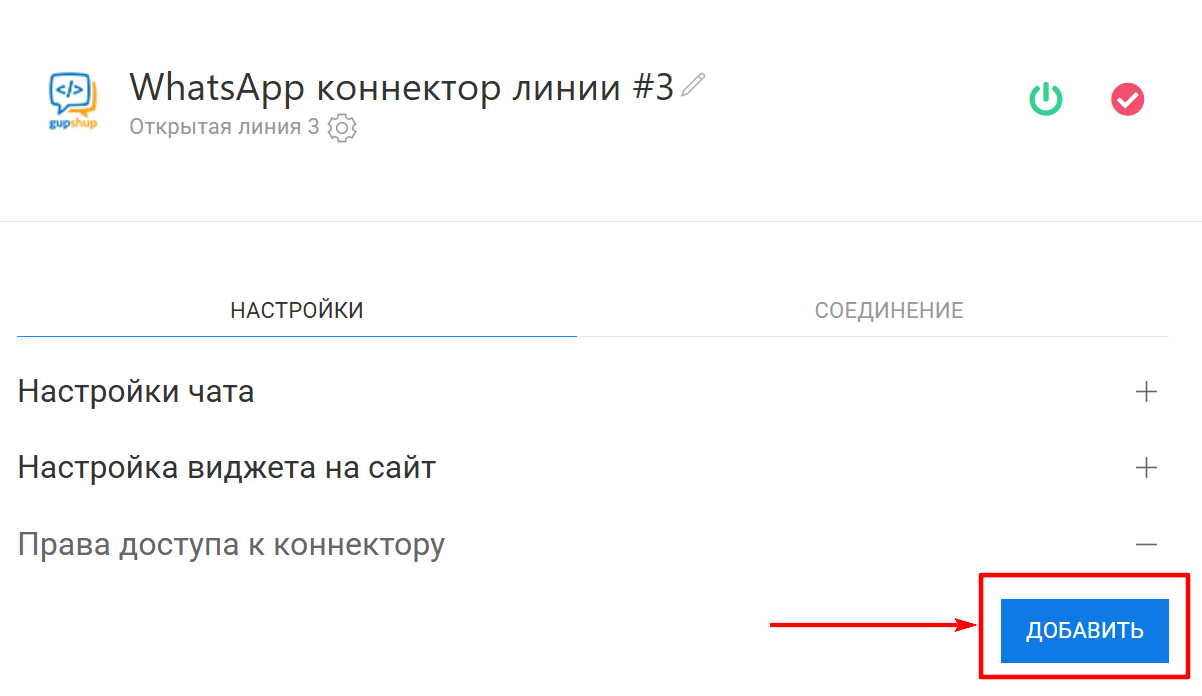 WhatsApp коннектор линии #3
gupshup
Открытая линия 3
НАСТРОЙКИ
СОЕДИНЕНИЕ
Настройки чата
Настройка виджета на сайт
Права доступа к коннектору
ДОБАВИТЬ